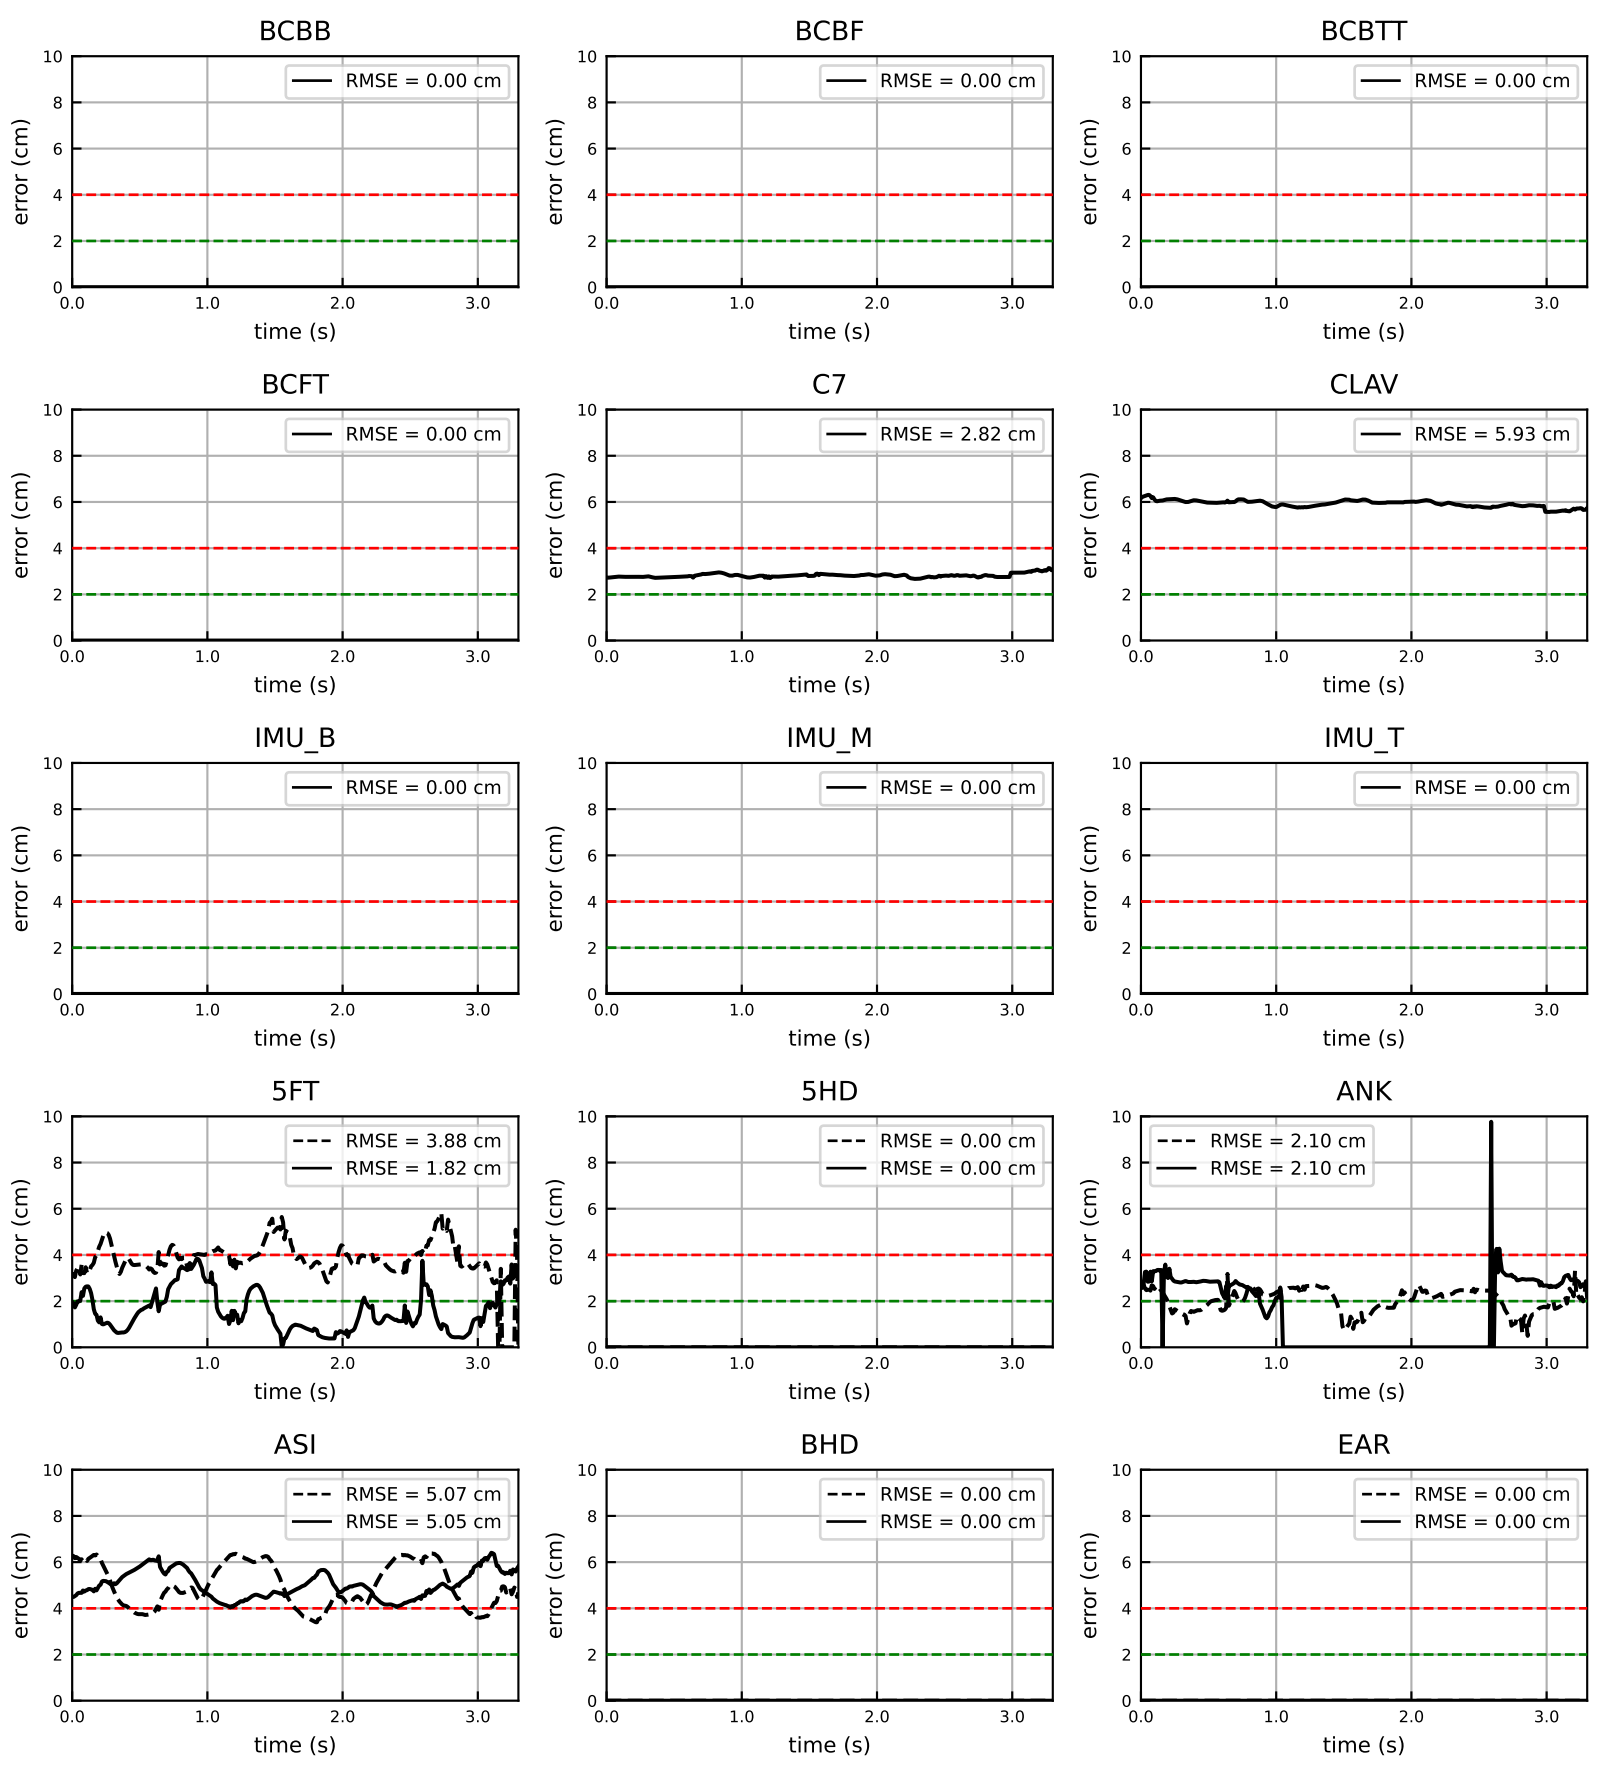 BCBB
BCBF
BCBTT
RMSE = 0.00 cm
RMSE = 0.00 cm
RMSE = 0.00 cm
error (cm)
10
8
6
4
2
0
0.0 1.0 2.0 3.0
time (s)
error (cm)
10
8
6
4
2
0
0.0 1.0 2.0 3.0
time (s)
error (cm)
10
8
6
4
2
0
0.0 1.0 2.0 3.0
time (s)
BCFT
C7
CLAV
RMSE = 0.00 cm
RMSE = 2.82 cm
RMSE = 5.93 cm
error (cm)
10
8
6
4
2
0
0.0 1.0 2.0 3.0
time (s)
error (cm)
10
8
6
4
2
0
0.0 1.0 2.0 3.0
time (s)
error (cm)
10
8
6
4
2
0
0.0 1.0 2.0 3.0
time (s)
IMU_B
IMU_M
IMU_T
RMSE = 0.00 cm
RMSE = 0.00 cm
RMSE = 0.00 cm
error (cm)
10
8
6
4
2
0
0.0 1.0 2.0 3.0
time (s)
error (cm)
10
8
6
4
2
0
0.0 1.0 2.0 3.0
time (s)
error (cm)
10
8
6
4
2
0
0.0 1.0 2.0 3.0
time (s)
5FT
5HD
ANK
RMSE = 3.88 cm
RMSE = 1.82 cm
RMSE = 0.00 cm
RMSE = 0.00 cm
RMSE = 2.10 cm
RMSE = 2.10 cm
error (cm)
10
8
6
4
2
0
0.0 1.0 2.0 3.0
time (s)
error (cm)
10
8
6
4
2
0
0.0 1.0 2.0 3.0
time (s)
error (cm)
10
8
6
4
2
0
0.0 1.0 2.0 3.0
time (s)
ASI
BHD
EAR
RMSE = 5.07 cm
RMSE = 5.05 cm
RMSE = 0.00 cm
RMSE = 0.00 cm
RMSE = 0.00 cm
RMSE = 0.00 cm
error (cm)
10
8
6
4
2
0
0.0 1.0 2.0 3.0
time (s)
error (cm)
10
8
6
4
2
0
0.0 1.0 2.0 3.0
time (s)
error (cm)
10
8
6
4
2
0
0.0 1.0 2.0 3.0
time (s)